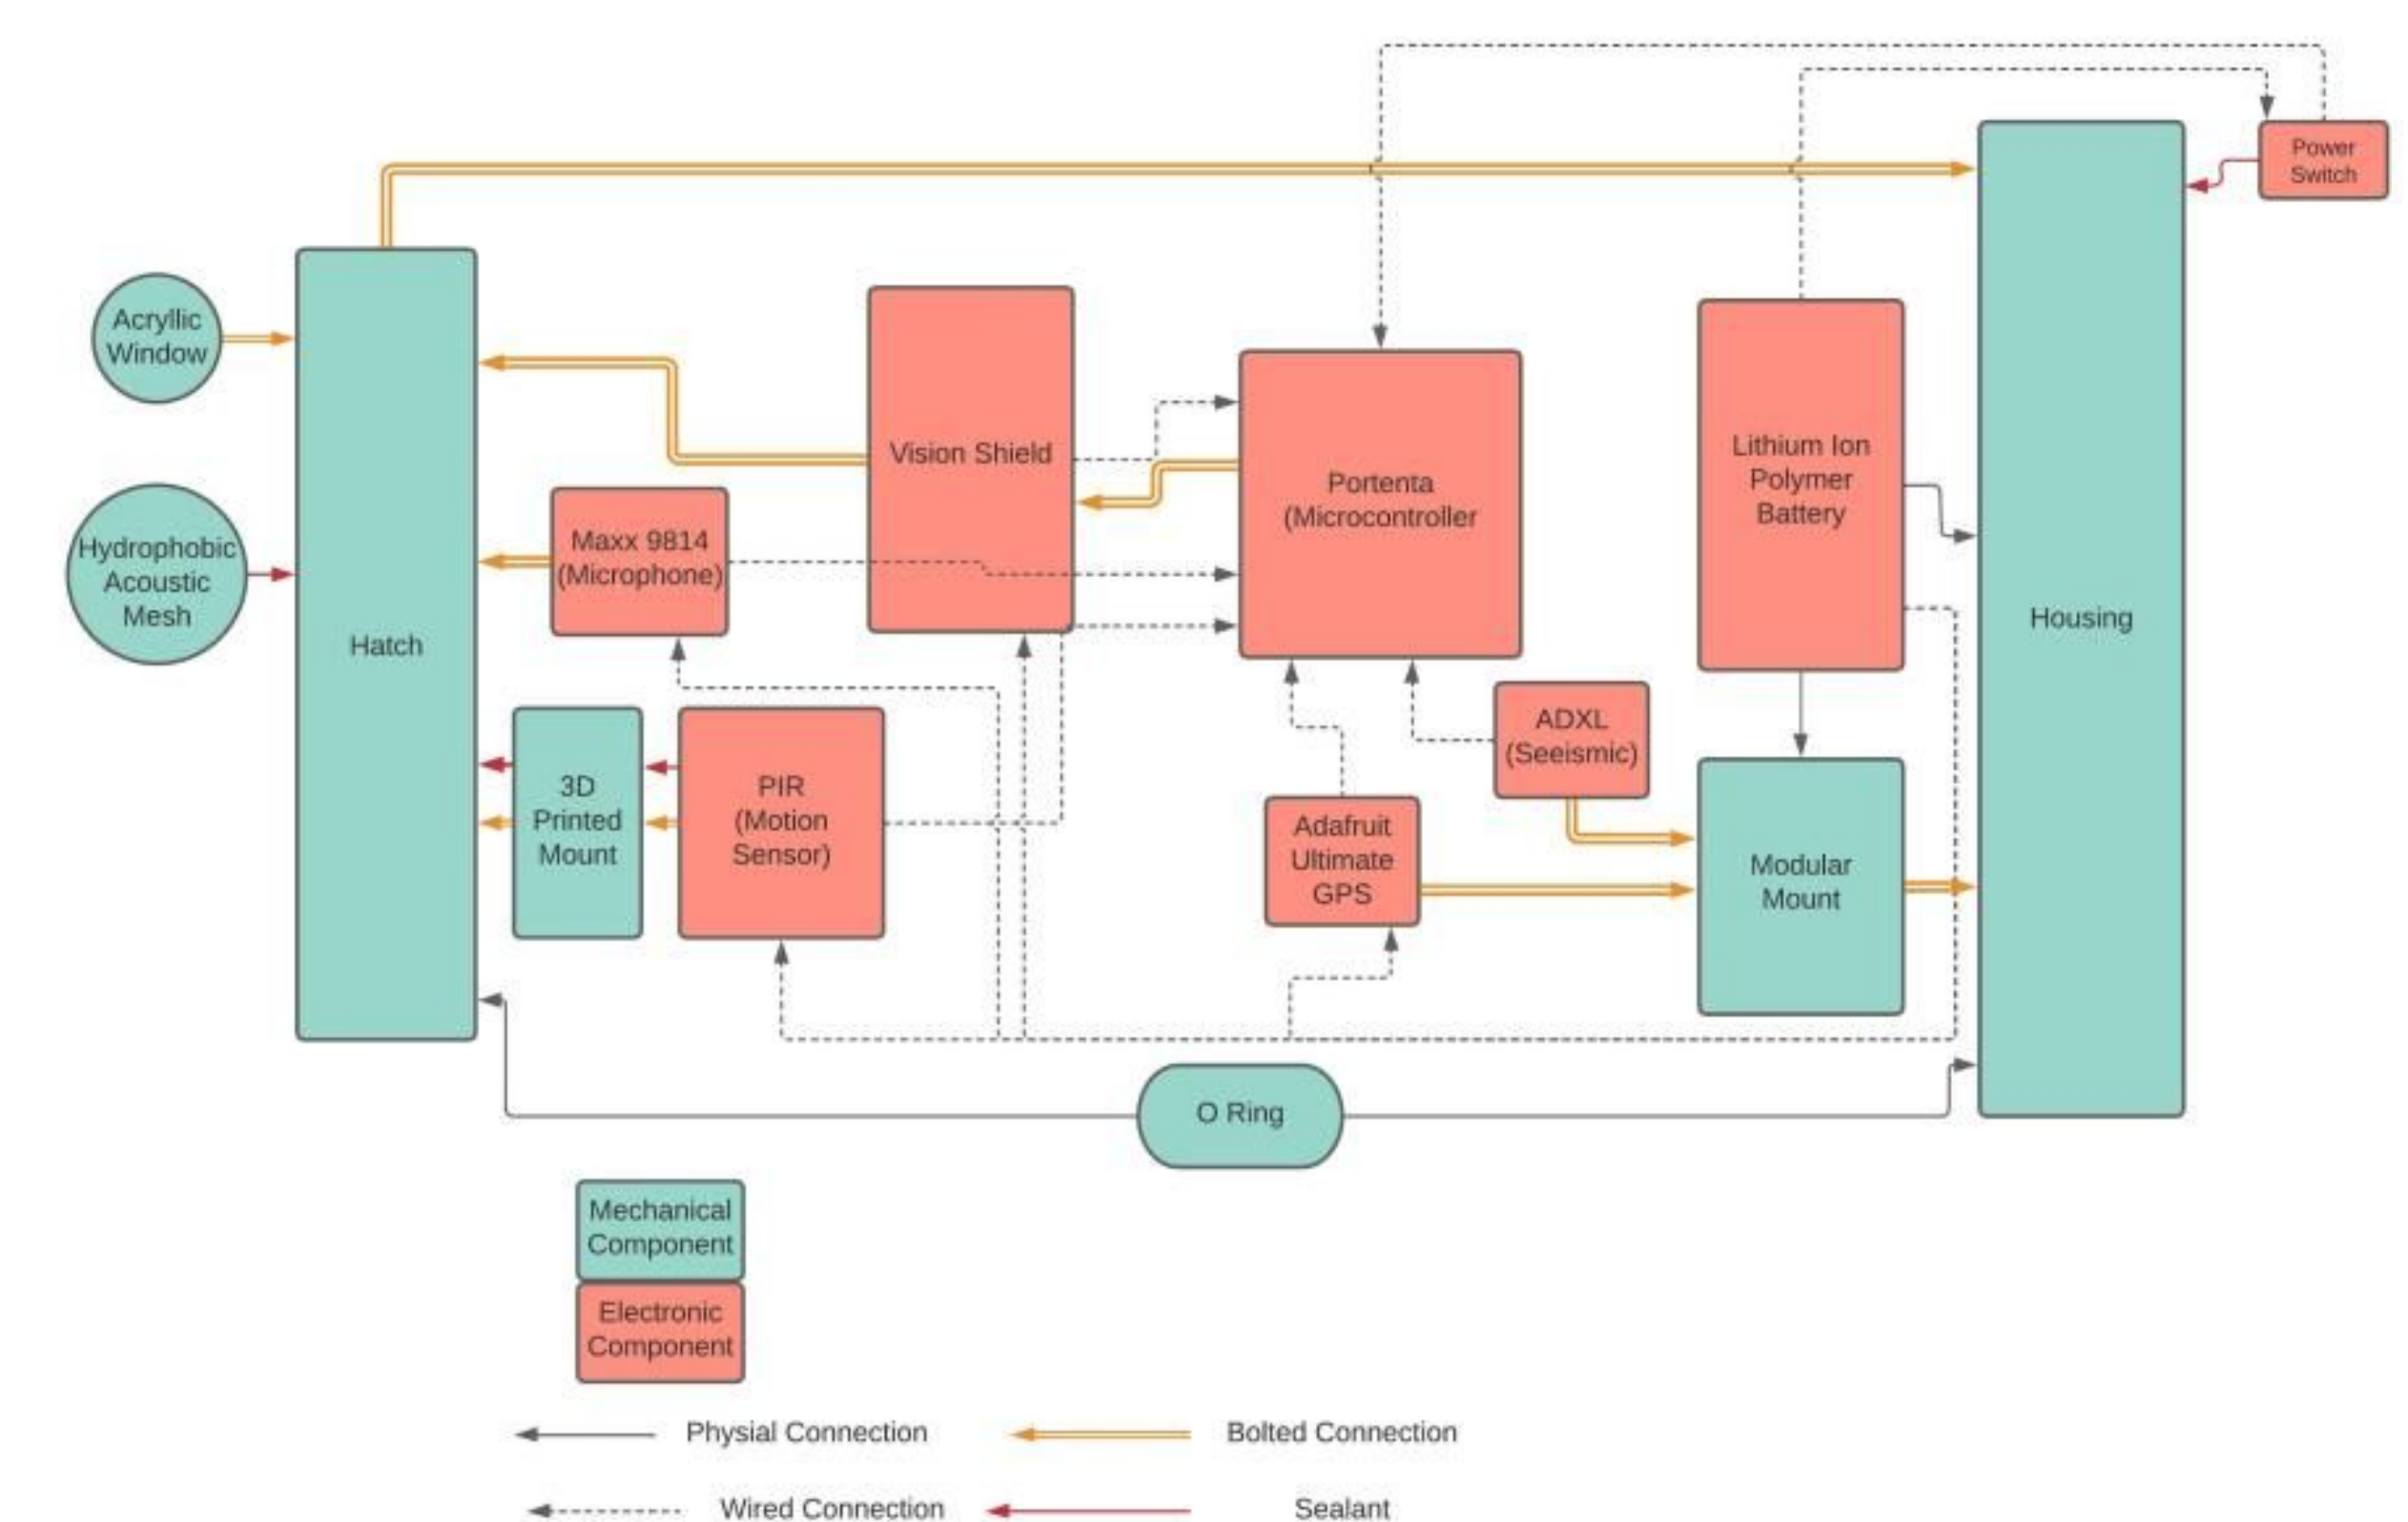 Power
Switch
Acryllic
Window
Vision Shield
Lithium Ion
Polymer
Battery
Portenta
(Microcontroller
Maxx 9814
(Microphone)
Hydrophobic
Acoustic
Mesh
Hatch
Housing
ADXL
(Seeismic)
3D
Printed
Mount
PIR
(Motion
Sensor)
Adafruit
Ultimate
GPS
Modular
Mount
O Ring
Mechanical
Component
Electronic
Component
Physial Connection
Bolted Connection
Wired Connection
Sealant